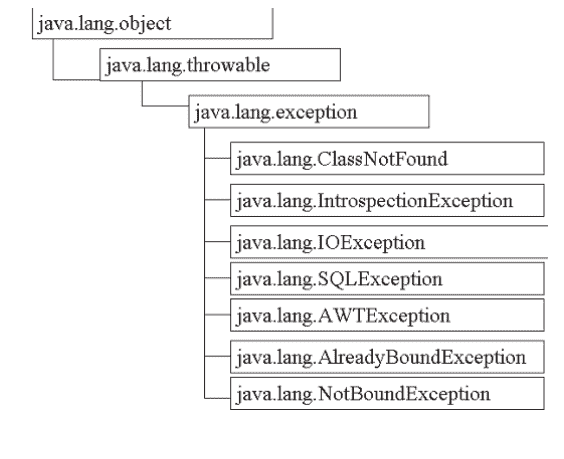 java.lang.object
java.lang.throwable
java.lang.exception
java.lang.ClassNotFound
java.lang.IntrospectionException
java.lang.IOException
java.lang.SQLException
java.lang.AWTException
java.lang.AlreadyBoundException
java.lang.NotBoundException